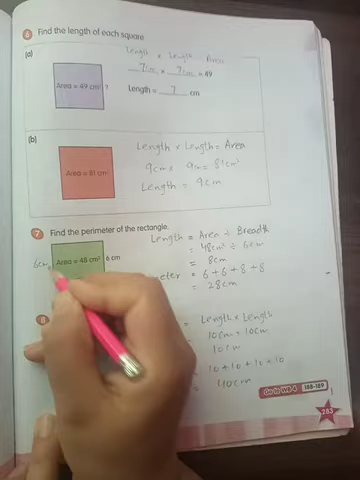 6 Find the length of each square
(a)
Length × Length Area
7cm × 7cm = 49
Area = 49 cm² ?
Length = 7 cm
(b)
Length × Length = Area
9cm × 9cm = 81cm²
Area = 81 cm²
Length = 9cm
7 Find the perimeter of the rectangle.
Length = Area ÷ Breadth
= 48cm² ÷ 6cm
= 8cm
6cm Area = 48 cm² 6 cm
meter = 6 + 6 + 8 + 8
= 28cm
8
= Length × Length
10cm × 10cm
10cm
10 + 10 + 10 + 10
= 40cm
Go to WB 4 188-189
283